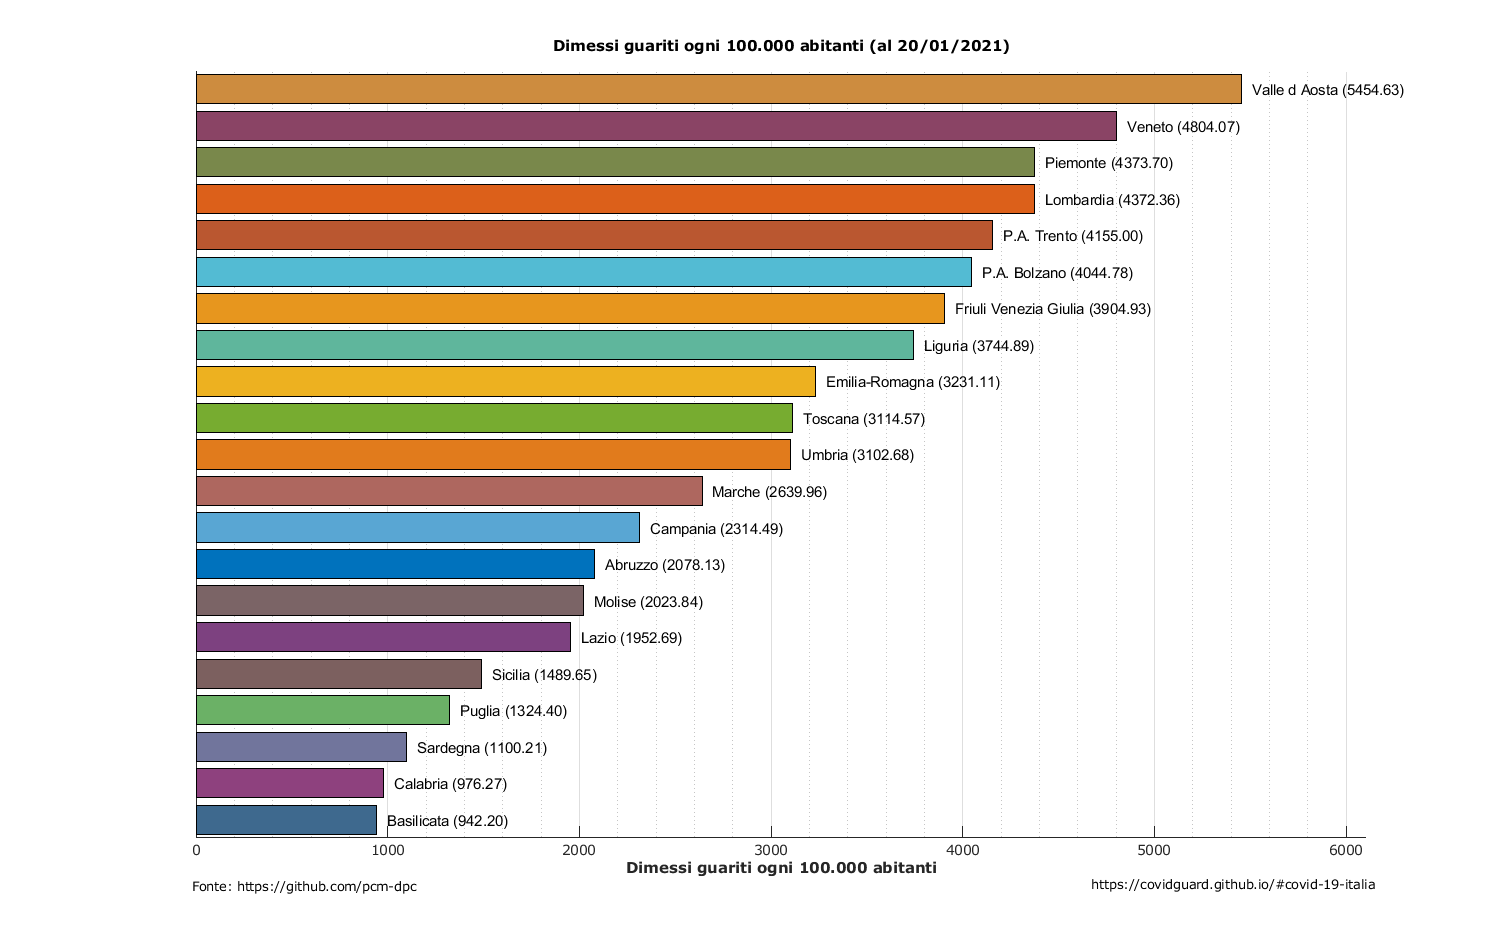 Dimessi guariti ogni 100.000 abitanti (al 20/01/2021)
Valle d Aosta (5454.63)
Veneto (4804.07)
Piemonte (4373.70)
Lombardia (4372.36)
P.A. Trento (4155.00)
P.A. Bolzano (4044.78)
Friuli Venezia Giulia (3904.93)
Liguria (3744.89)
Emilia-Romagna (3231.11)
Toscana (3114.57)
Umbria (3102.68)
Marche (2639.96)
Campania (2314.49)
Abruzzo (2078.13)
Molise (2023.84)
Lazio (1952.69)
Sicilia (1489.65)
Puglia (1324.40)
Sardegna (1100.21)
Calabria (976.27)
Basilicata (942.20)
0 1000 2000 3000 4000 5000 6000
Dimessi guariti ogni 100.000 abitanti
Fonte: https://github.com/pcm-dpc
https://covidguard.github.io/#covid-19-italia